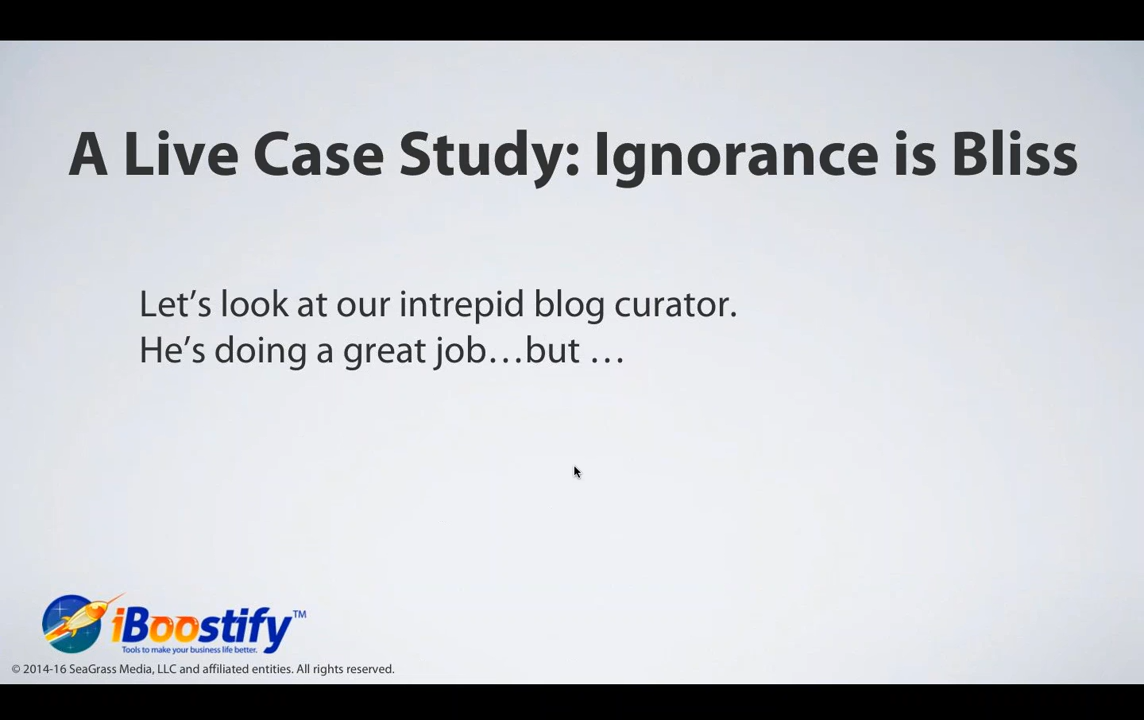 A Live Case Study: Ignorance is Bliss
Let’s look at our intrepid blog curator.
He’s doing a great job…but …
iBoostify™
Tools to make your business life better.
© 2014-16 SeaGrass Media, LLC and affiliated entities. All rights reserved.